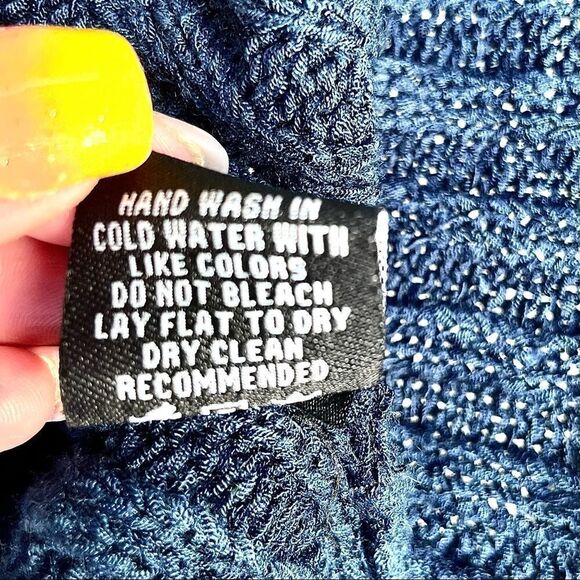 HAND WASH IN
COLD WATER WITH
LIKE COLORS
DO NOT BLEACH
LAY FLAT TO DRY
DRY CLEAN
RECOMMENDED